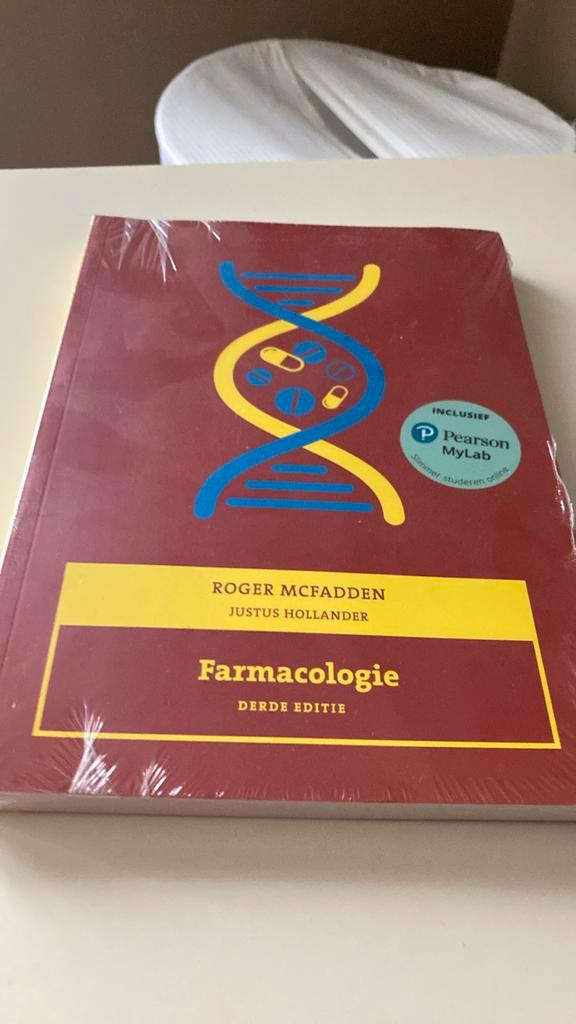 INCLUSIEF
Pearson
MyLab
Slimmer studeren online
ROGER MCFADDEN
JUSTUS HOLLANDER
Farmacologie
DERDE EDITIE